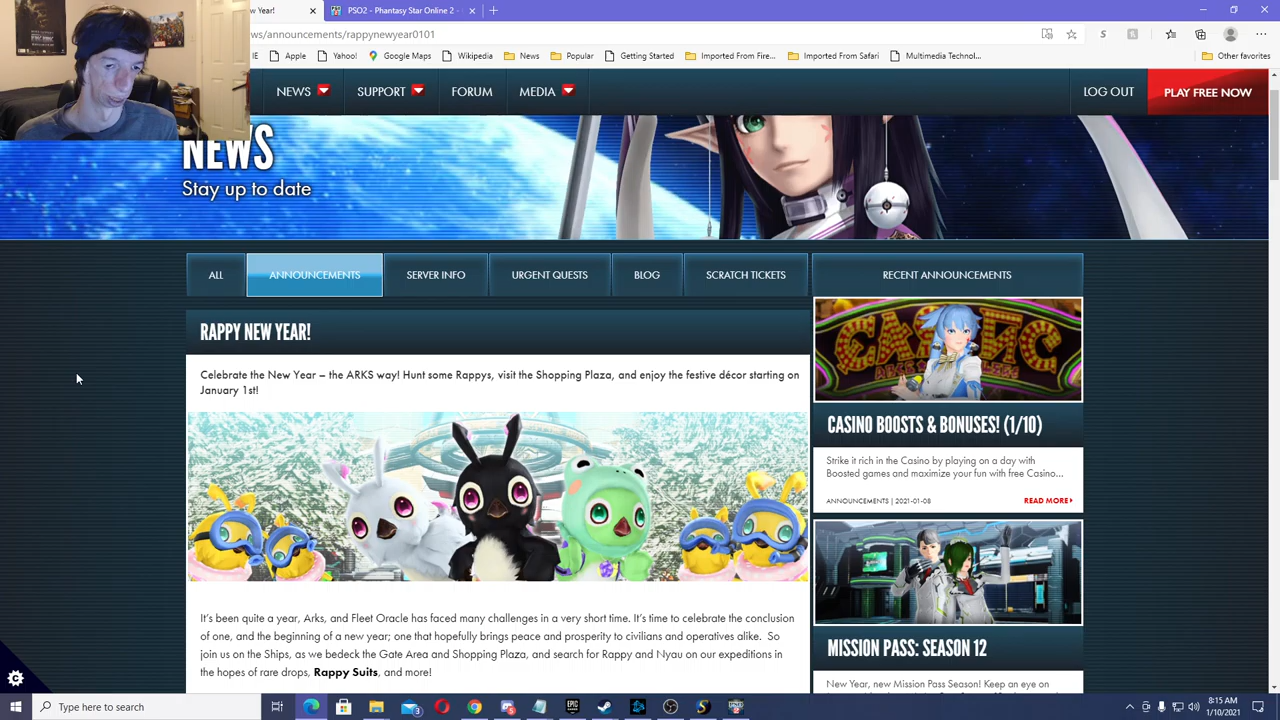 w Year!
PSO2 - Phantasy Star Online 2 -
ws/announcements/rappynewyear0101
IE
Apple
Yahoo!
Google Maps
Wikipedia
News
Popular
Getting Started
Imported From Fire...
Imported From Safari
Multimedia Technol...
Other favorites
NEWS
SUPPORT
FORUM
MEDIA
LOG OUT
PLAY FREE NOW
NEWS
Stay up to date
ALL
ANNOUNCEMENTS
SERVER INFO
URGENT QUESTS
BLOG
SCRATCH TICKETS
RECENT ANNOUNCEMENTS
RAPPY NEW YEAR!
Celebrate the New Year – the ARKS way! Hunt some Rappys, visit the Shopping Plaza, and enjoy the festive décor starting on
January 1st!
It's been quite a year, Arks, and Fleet Oracle has faced many challenges in a very short time. It's time to celebrate the conclusion
of one, and the beginning of a new year; one that hopefully brings peace and prosperity to civilians and operatives alike. So
join us on the Ships, as we bedeck the Gate Area and Shopping Plaza, and search for Rappy and Nyau on our expeditions in
the hopes of rare drops, Rappy Suits, and more!
CASINO
CASINO BOOSTS & BONUSES! (1/10)
Strike it rich in the Casino by playing on a day with
Boosted games and maximize your fun with free Casino...
ANNOUNCEMENTS | 2021-01-08
READ MORE
MISSION PASS: SEASON 12
New Year, new Mission Pass Season! Keep an eye on
Type here to search
3
EPIC
8:15 AM
1/10/2021